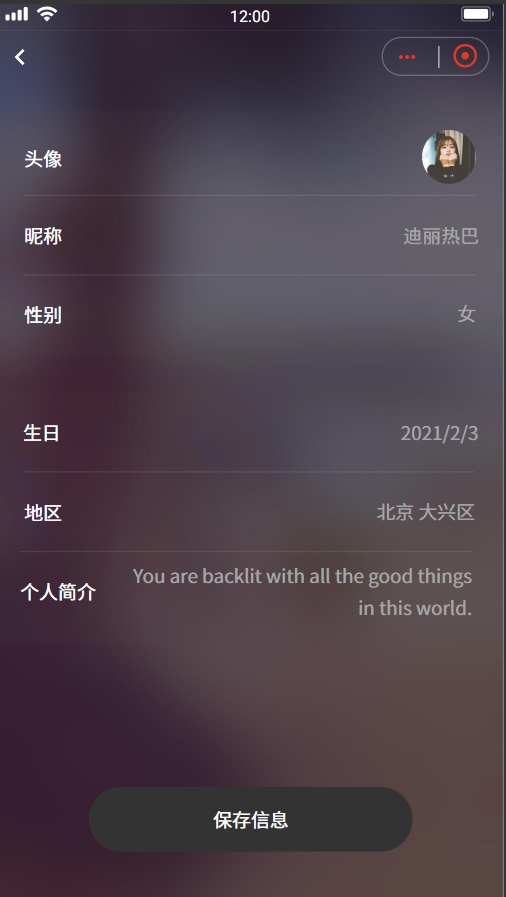 12:00
头像
昵称 迪丽热巴
性别 女
生日 2021/2/3
地区 北京 大兴区
个人简介 You are backlit with all the good things
in this world.
保存信息